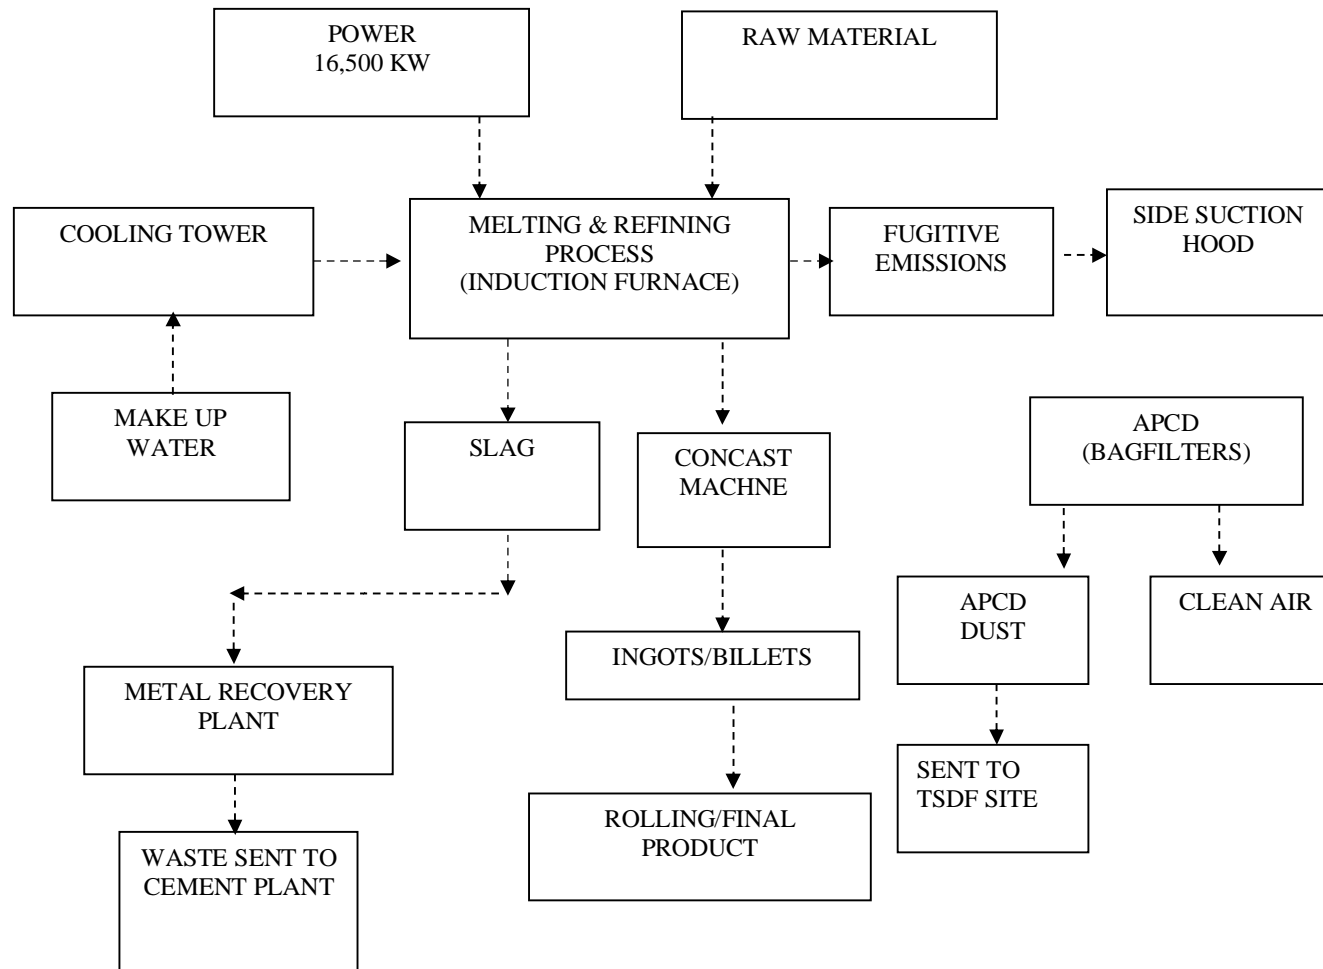 POWER
16,500 KW
RAW MATERIAL
COOLING TOWER
MELTING & REFINING
PROCESS
(INDUCTION FURNACE)
FUGITIVE
EMISSIONS
SIDE SUCTION
HOOD
MAKE UP
WATER
SLAG
CONCAST
MACHNE
APCD
(BAGFILTERS)
APCD
DUST
CLEAN AIR
INGOTS/BILLETS
METAL RECOVERY
PLANT
SENT TO
TSDF SITE
ROLLING/FINAL
PRODUCT
WASTE SENT TO
CEMENT PLANT